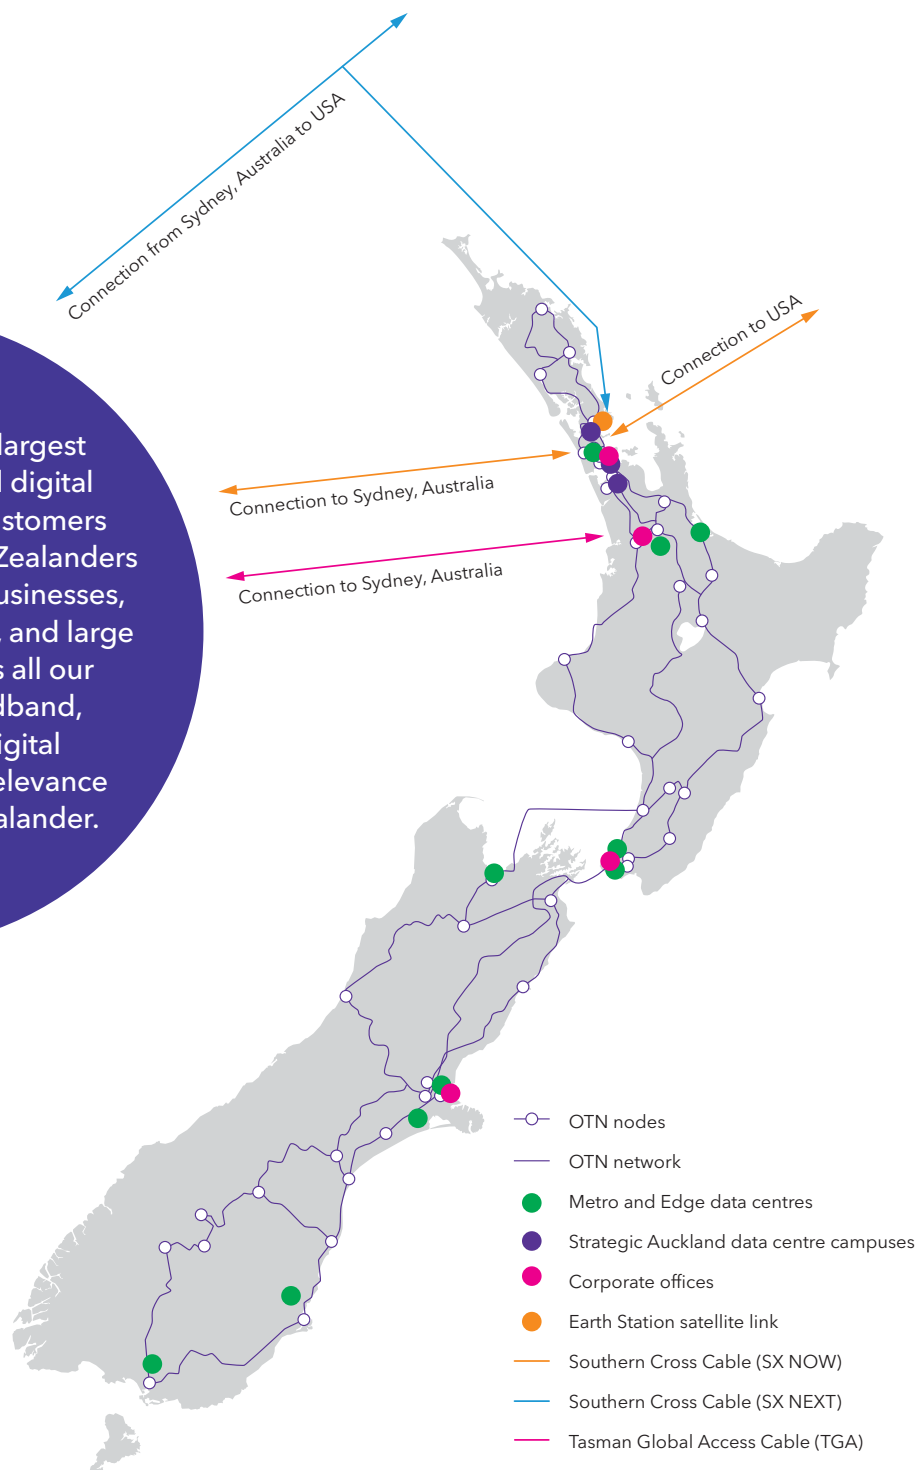 Connection from Sydney, Australia to USA
Connection to USA
Connection to Sydney, Australia
Connection to Sydney, Australia
largest
digital
stomers
Zealanders
usinesses,
, and large
s all our
dband,
igital
elevance
alander.
OTN nodes
OTN network
Metro and Edge data centres
Strategic Auckland data centre campuses
Corporate offices
Earth Station satellite link
Southern Cross Cable (SX NOW)
Southern Cross Cable (SX NEXT)
Tasman Global Access Cable (TGA)